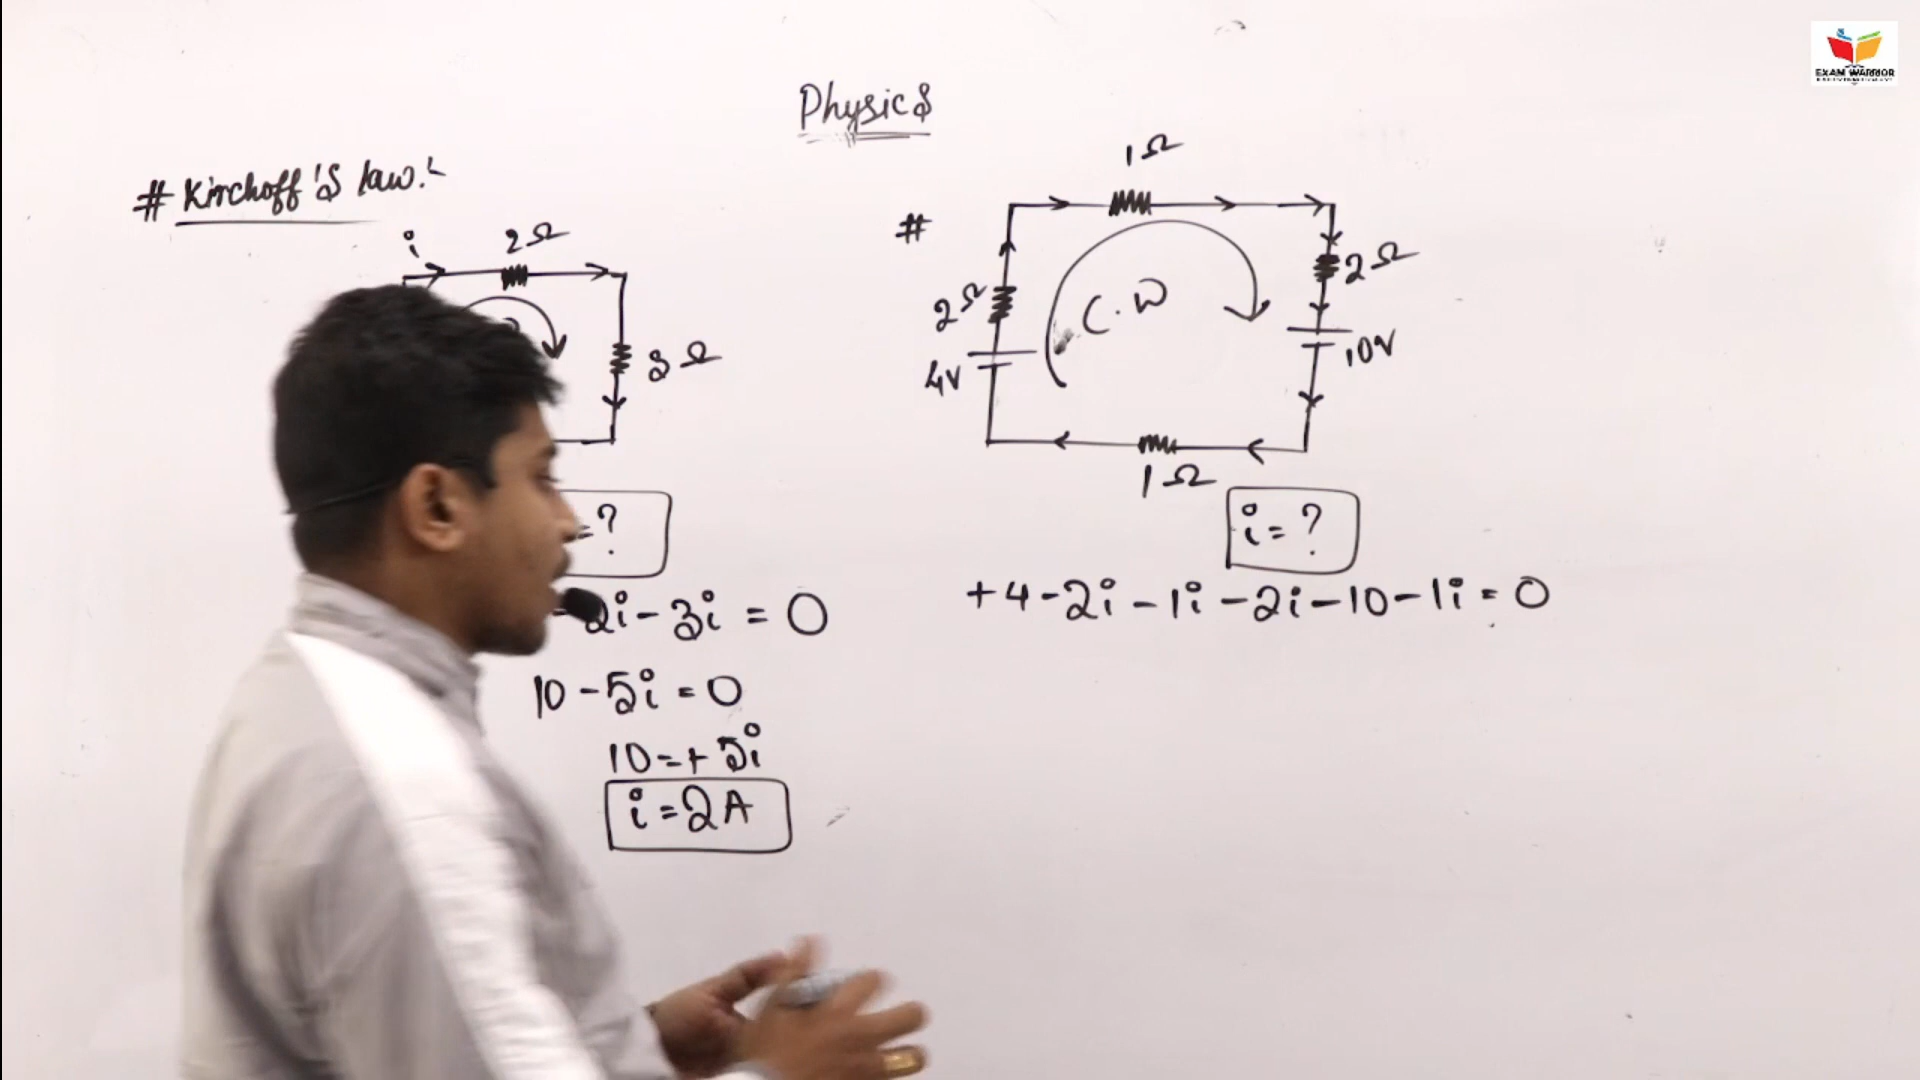 EXAM WARRIOR
Physics
# Kirchoff's law:-
i
2Ω
3Ω
=?
-2i-3i = 0
10-5i=0
10=+5i
i=2A
#
1Ω
2Ω
2Ω
C.W
4V
10V
1Ω
i=?
+4-2i-1i-2i-10-1i=0